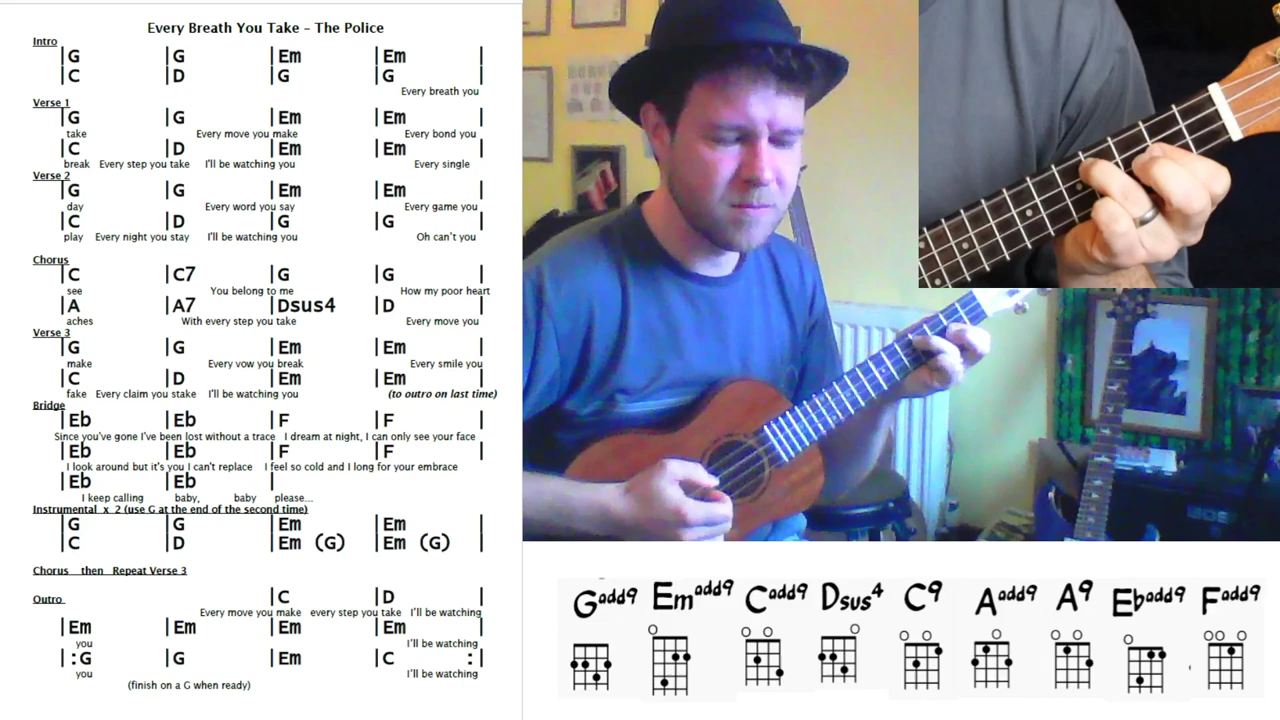 Every Breath You Take – The Police
Intro
|G |G |Em |Em |
|C |D |G |G |
Every breath you
Verse 1
|G |G |Em |Em |
take Every move you make Every bond you
|C |D |Em |Em |
break Every step you take I'll be watching you Every single
Verse 2
|G |G |Em |Em |
day Every word you say Every game you
|C |D |G |G |
play Every night you stay I'll be watching you Oh can't you
Chorus
|C |C7 |G |G |
see You belong to me How my poor heart
|A |A7 |Dsus4 |D |
aches With every step you take Every move you
Verse 3
|G |G |Em |Em |
make Every vow you break Every smile you
|C |D |Em |Em |
fake Every claim you stake I'll be watching you (to outro on last time)
Bridge
|Eb |Eb |F |F |
Since you've gone I've been lost without a trace I dream at night, I can only see your face
|Eb |Eb |F |F |
I look around but it's you I can't replace I feel so cold and I long for your embrace
|Eb |Eb |
I keep calling baby, baby please...
Instrumental x 2 (use G at the end of the second time)
|G |G |Em |Em |
|C |D |Em (G) |Em (G) |
Chorus then Repeat Verse 3
Outro |C |D |
Every move you make every step you take I'll be watching
|Em |Em |Em |Em |
you I'll be watching
|:G |G |Em |C :|
you I'll be watching
(finish on a G when ready)
Gadd9 Emadd9 Cadd9 Dsus4 C9 Aadd9 A9 Ebadd9 Fadd9